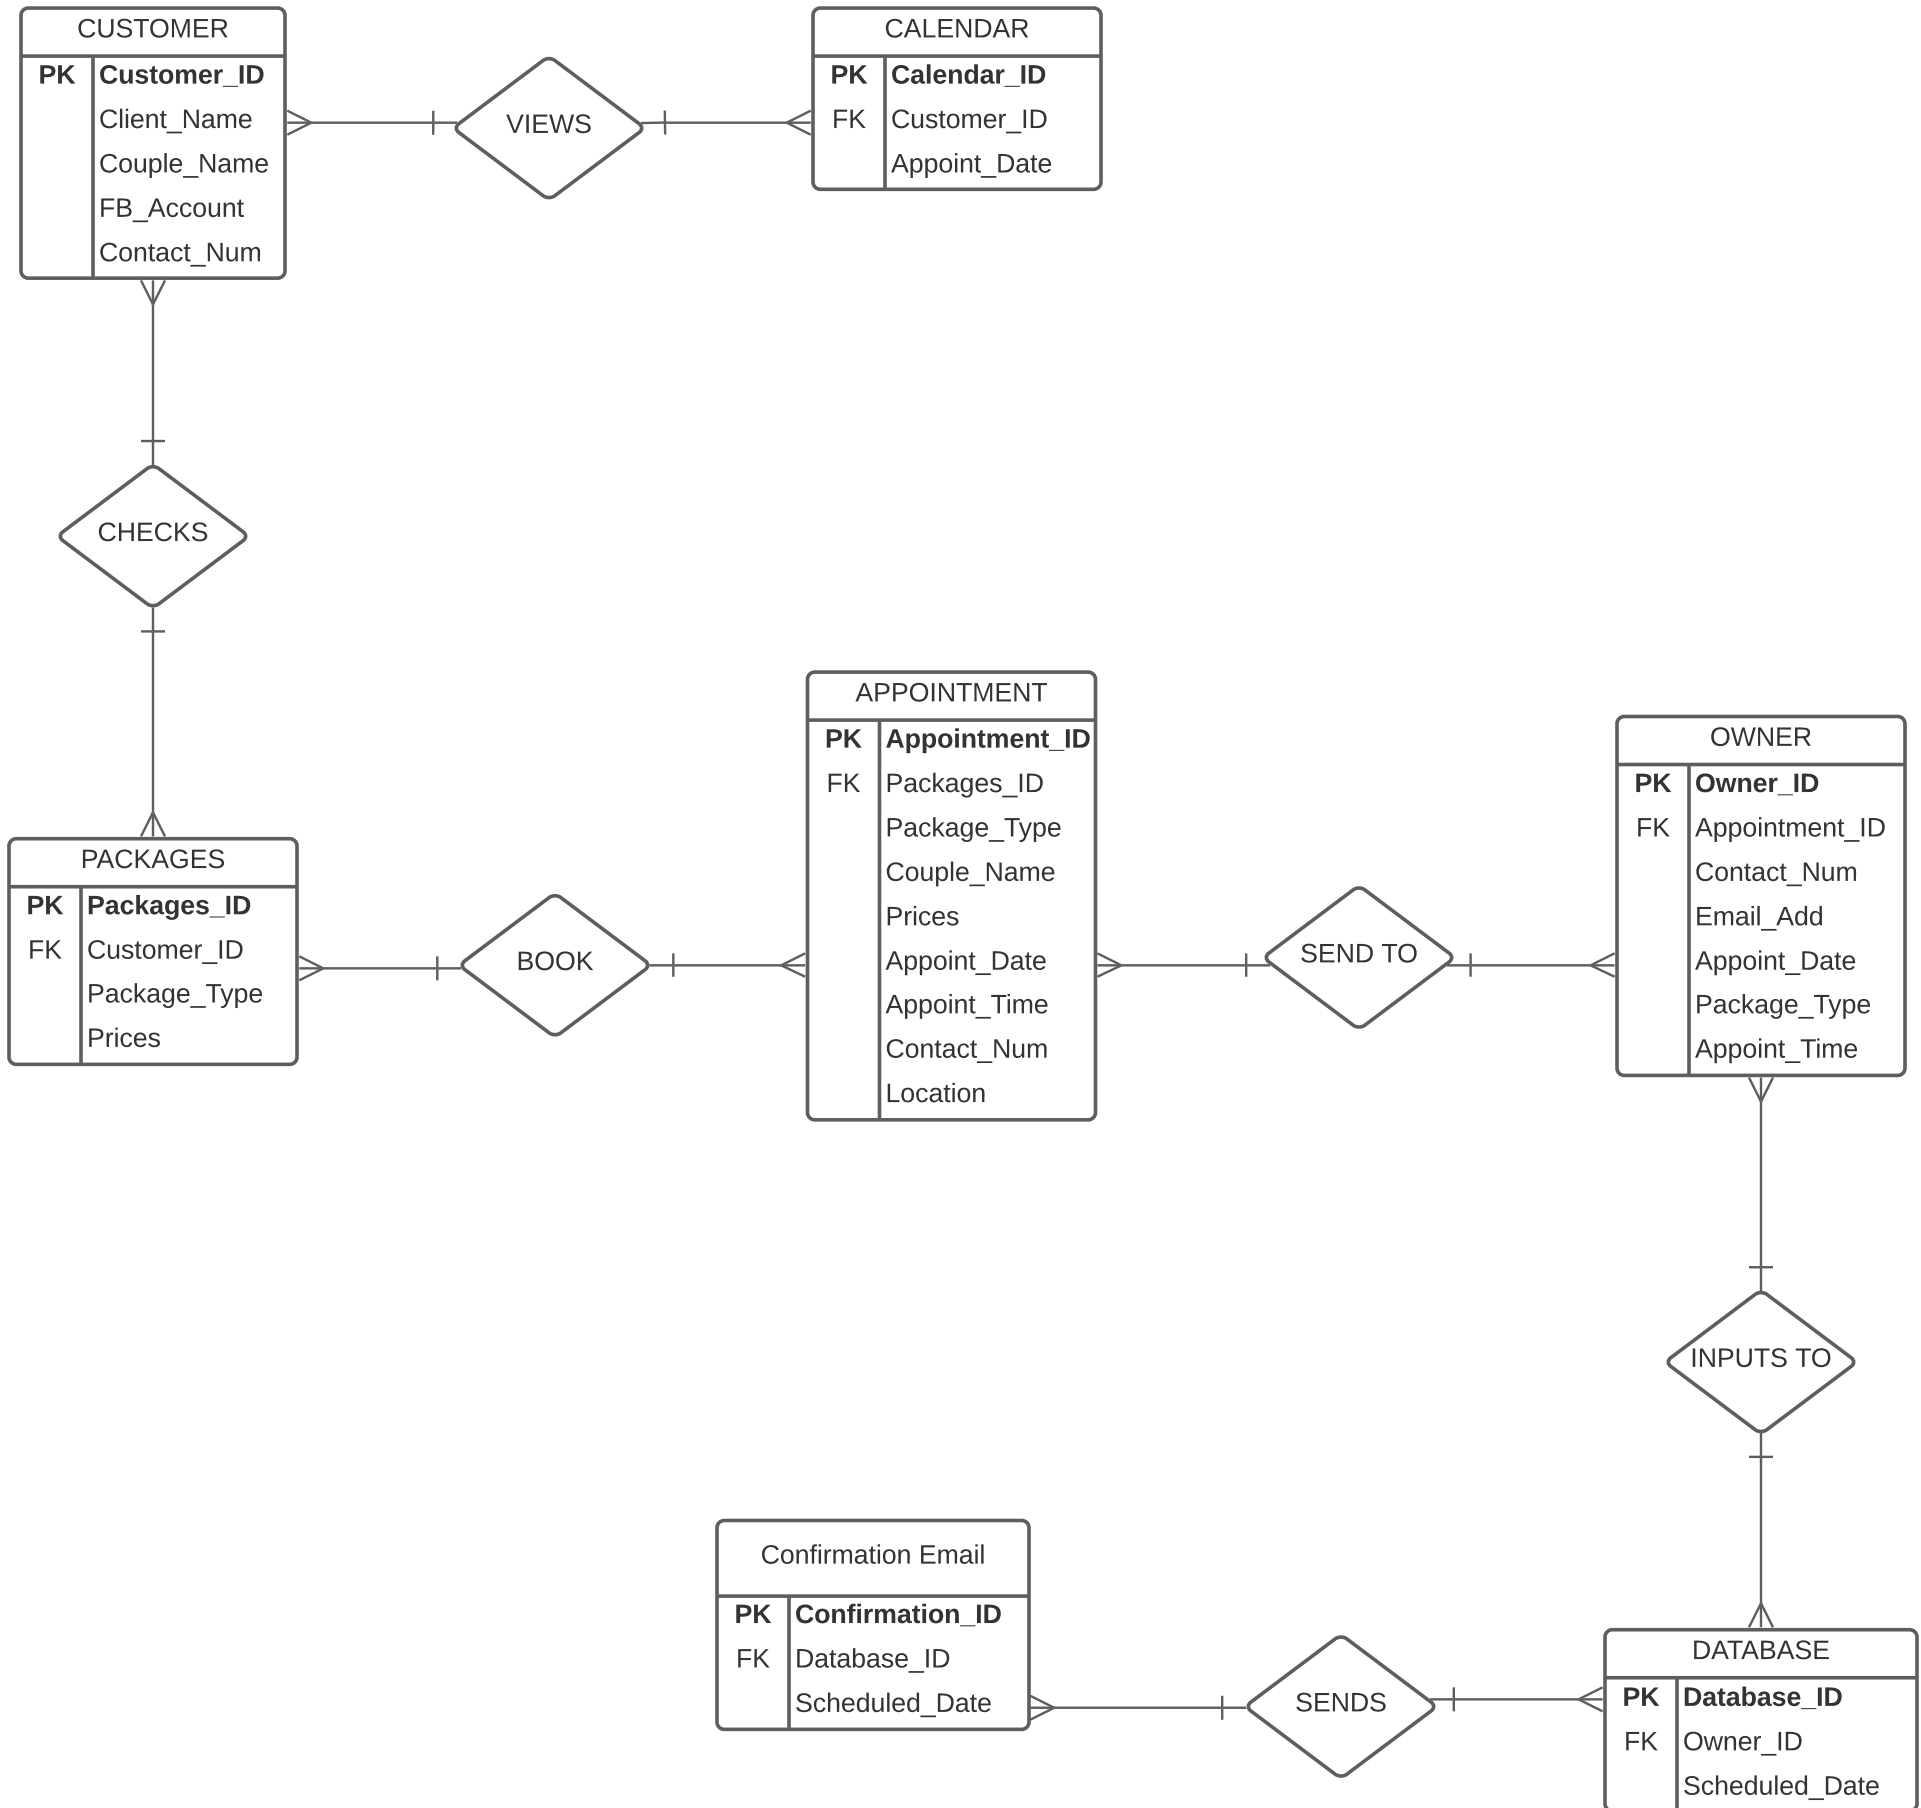 CUSTOMER
PK Customer_ID
Client_Name
Couple_Name
FB_Account
Contact_Num
VIEWS
CALENDAR
PK Calendar_ID
FK Customer_ID
Appoint_Date
CHECKS
PACKAGES
PK Packages_ID
FK Customer_ID
Package_Type
Prices
BOOK
APPOINTMENT
PK Appointment_ID
FK Packages_ID
Package_Type
Couple_Name
Prices
Appoint_Date
Appoint_Time
Contact_Num
Location
SEND TO
OWNER
PK Owner_ID
FK Appointment_ID
Contact_Num
Email_Add
Appoint_Date
Package_Type
Appoint_Time
INPUTS TO
Confirmation Email
PK Confirmation_ID
FK Database_ID
Scheduled_Date
SENDS
DATABASE
PK Database_ID
FK Owner_ID
Scheduled_Date